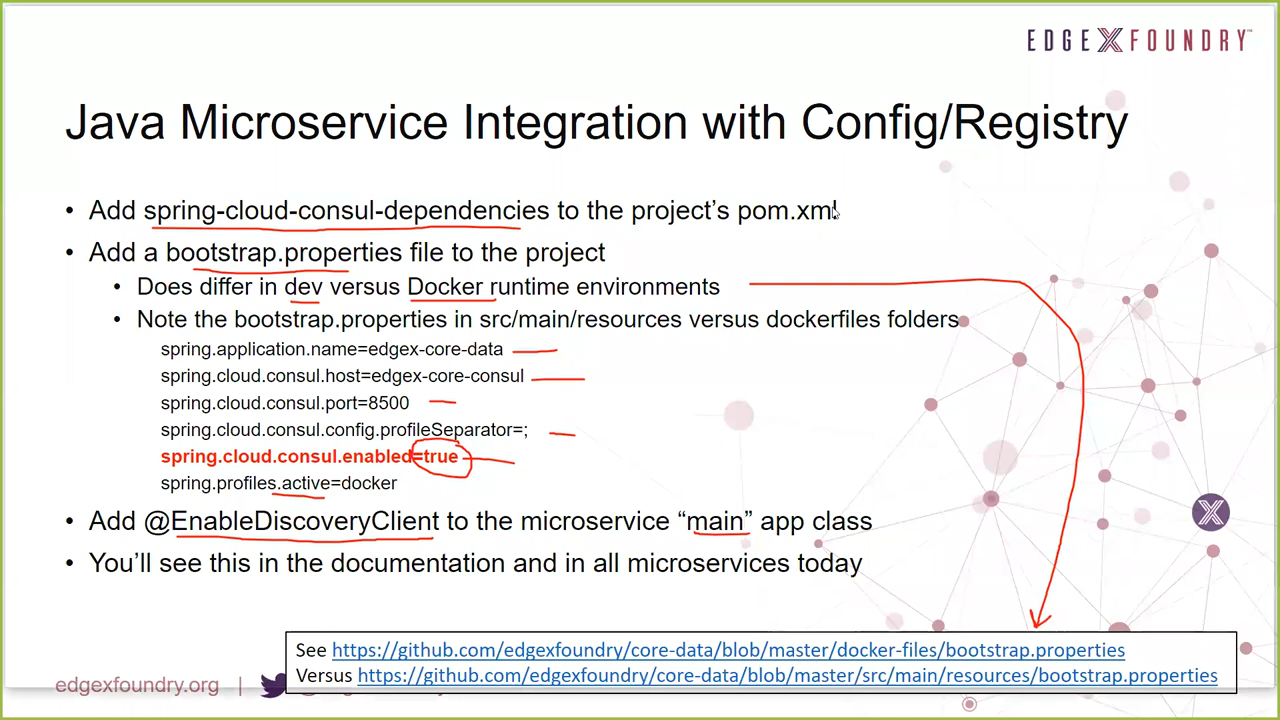 EDGE X FOUNDRY™
Java Microservice Integration with Config/Registry
• Add spring-cloud-consul-dependencies to the project's pom.xml
• Add a bootstrap.properties file to the project
• Does differ in dev versus Docker runtime environments
• Note the bootstrap.properties in src/main/resources versus dockerfiles folders
spring.application.name=edgex-core-data
spring.cloud.consul.host=edgex-core-consul
spring.cloud.consul.port=8500
spring.cloud.consul.config.profileSeparator=;
spring.cloud.consul.enabled=true
spring.profiles.active=docker
• Add @EnableDiscoveryClient to the microservice “main” app class
• You'll see this in the documentation and in all microservices today
See https://github.com/edgexfoundry/core-data/blob/master/docker-files/bootstrap.properties
Versus https://github.com/edgexfoundry/core-data/blob/master/src/main/resources/bootstrap.properties
edgexfoundry.org |